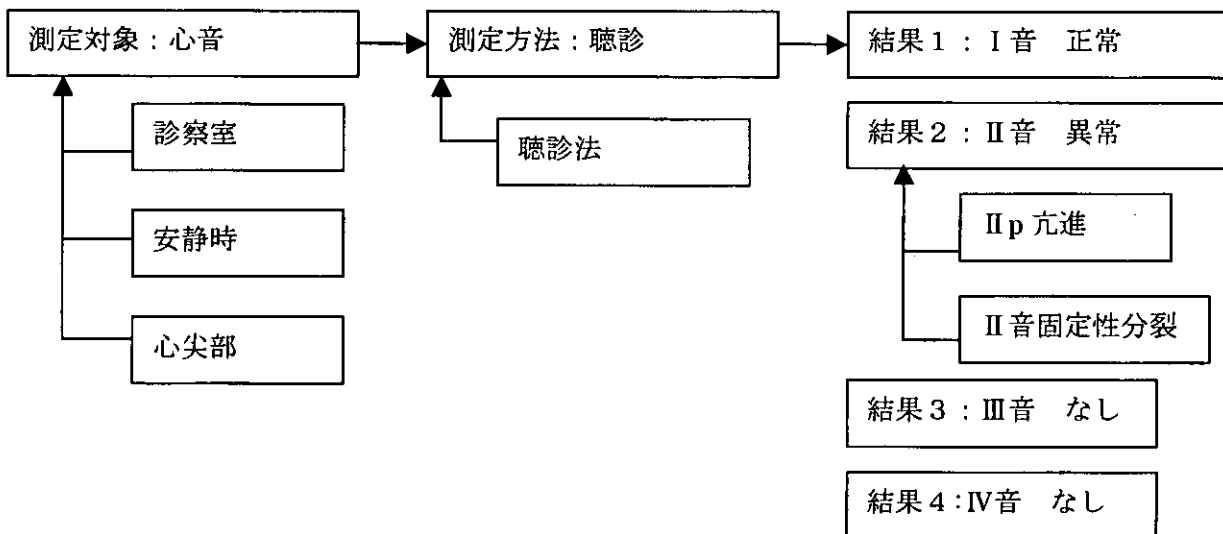 測定対象：心音
診察室
安静時
心尖部
測定方法：聴診
聴診法
結果１：Ⅰ音　正常
結果２：Ⅱ音　異常
Ⅱp 亢進
Ⅱ音固定性分裂
結果３：Ⅲ音　なし
結果４:Ⅳ音　なし